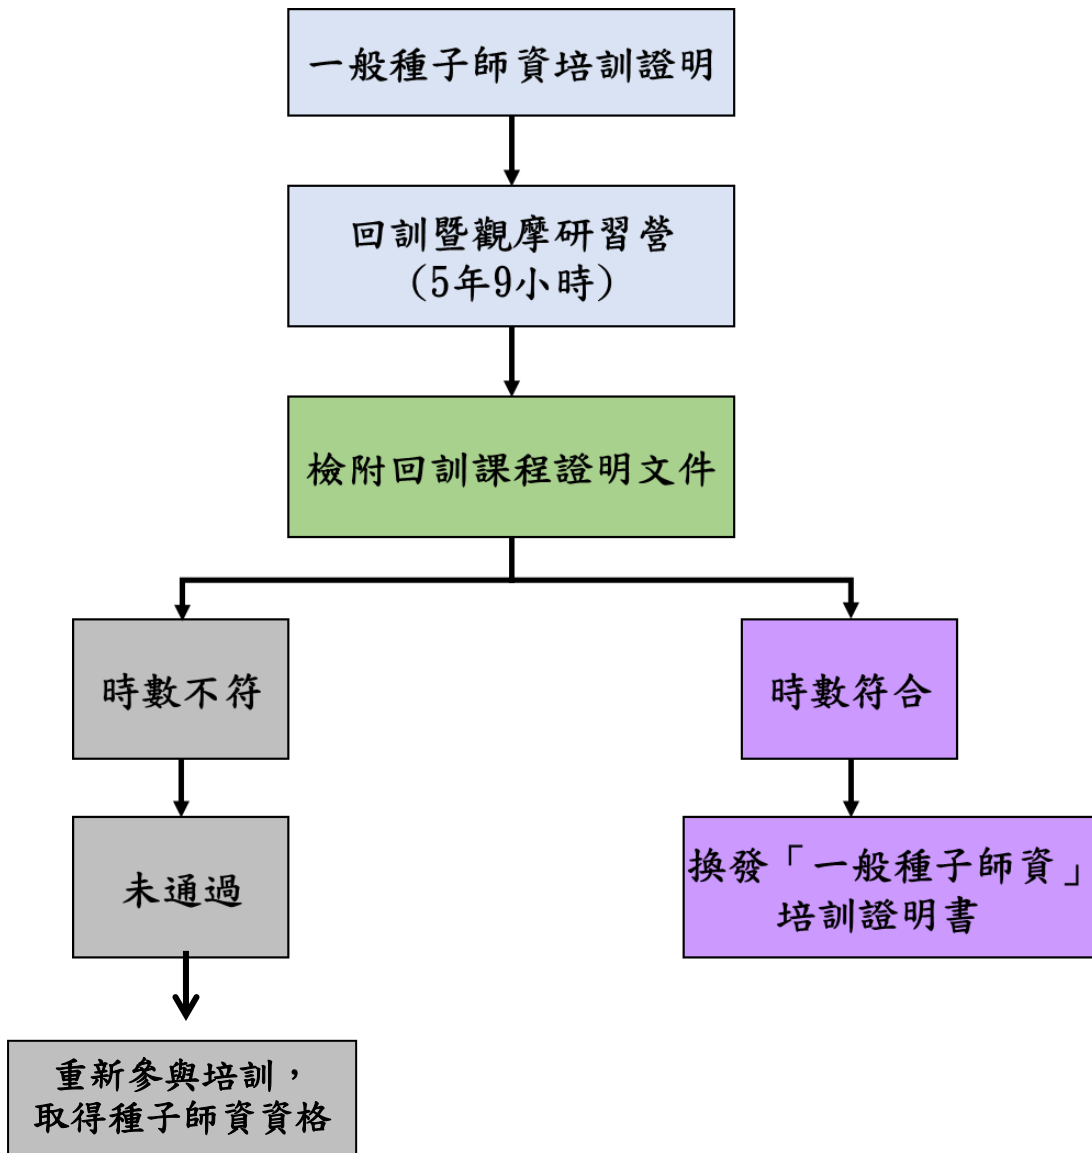 一般種子師資培訓證明
回訓暨觀摩研習營
(5年9小時)
檢附回訓課程證明文件
時數不符
時數符合
未通過
換發「一般種子師資」
培訓證明書
重新參與培訓，
取得種子師資資格